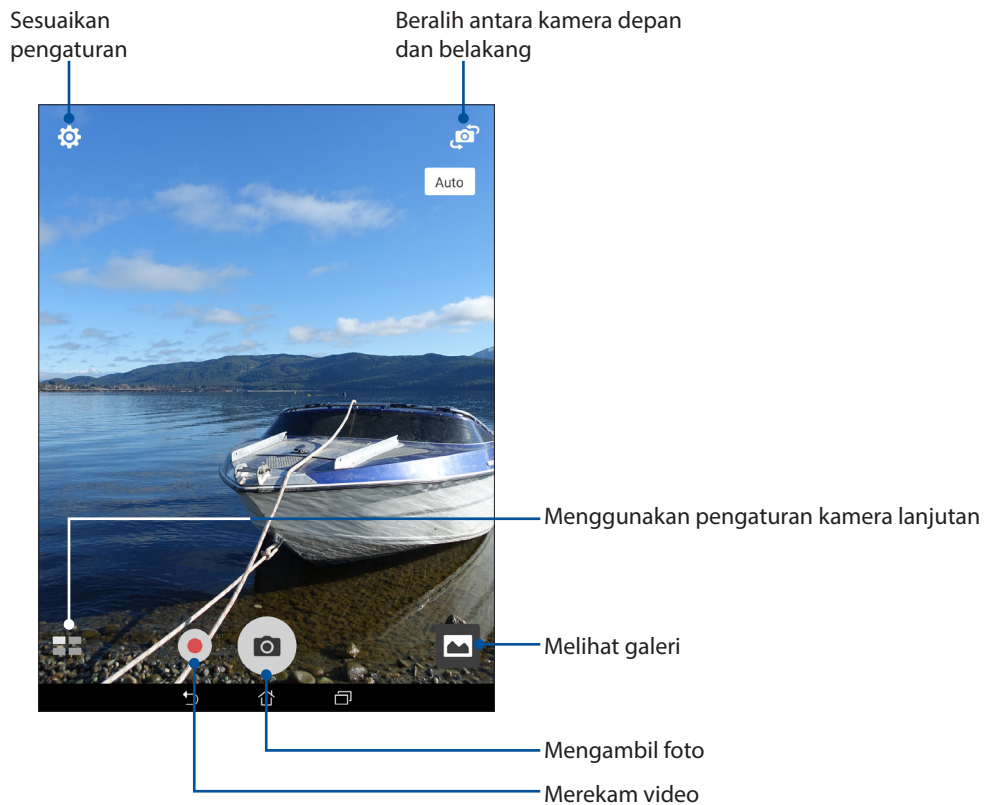 Sesuaikan
pengaturan
Beralih antara kamera depan
dan belakang
Auto
Menggunakan pengaturan kamera lanjutan
Melihat galeri
Mengambil foto
Merekam video